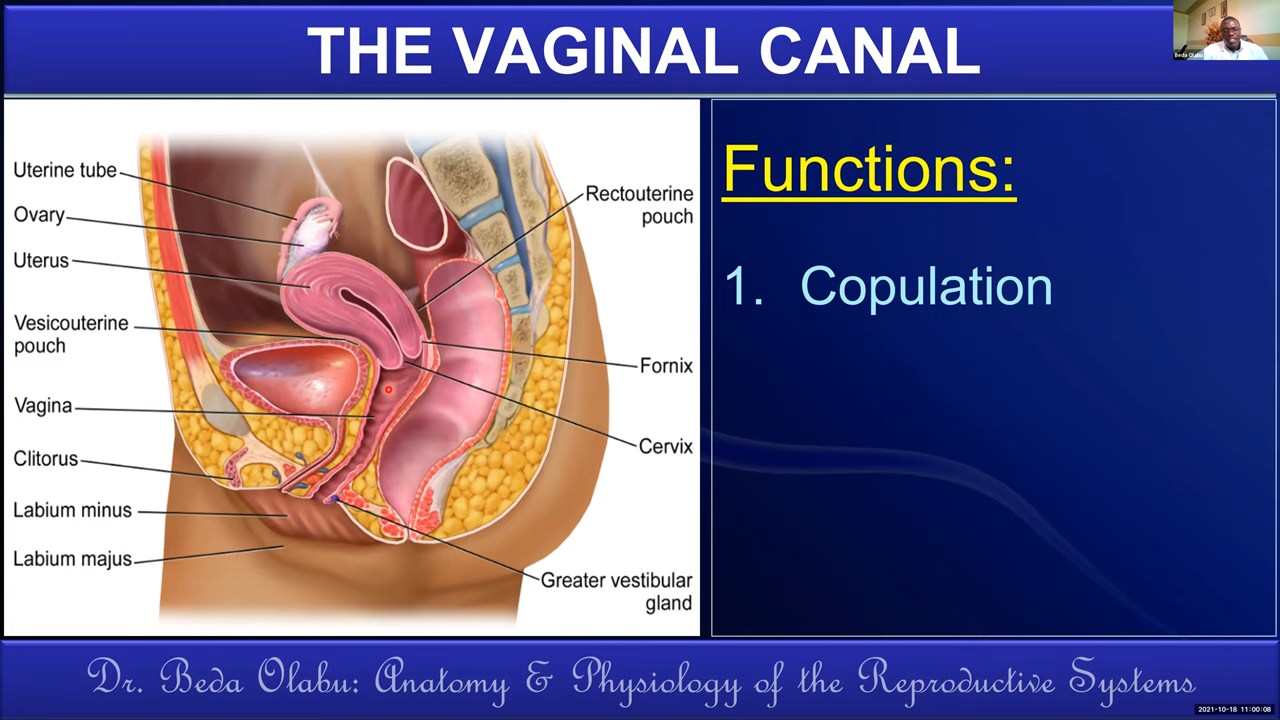 THE VAGINAL CANAL
Beda Olabu
Uterine tube
Ovary
Uterus
Vesicouterine
pouch
Vagina
Clitorus
Labium minus
Labium majus
Rectouterine
pouch
Fornix
Cervix
Greater vestibular
gland
Functions:
1. Copulation
Dr. Beda Olabu: Anatomy & Physiology of the Reproductive Systems
2021-10-18 11:00:08